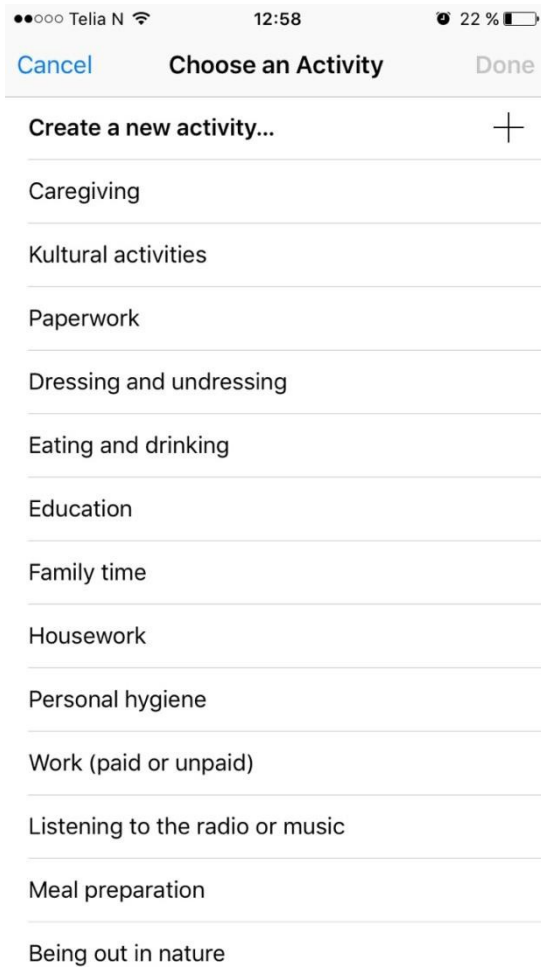 Telia N 12:58 22 %
Cancel Choose an Activity Done
Create a new activity...
Caregiving
Kultural activities
Paperwork
Dressing and undressing
Eating and drinking
Education
Family time
Housework
Personal hygiene
Work (paid or unpaid)
Listening to the radio or music
Meal preparation
Being out in nature